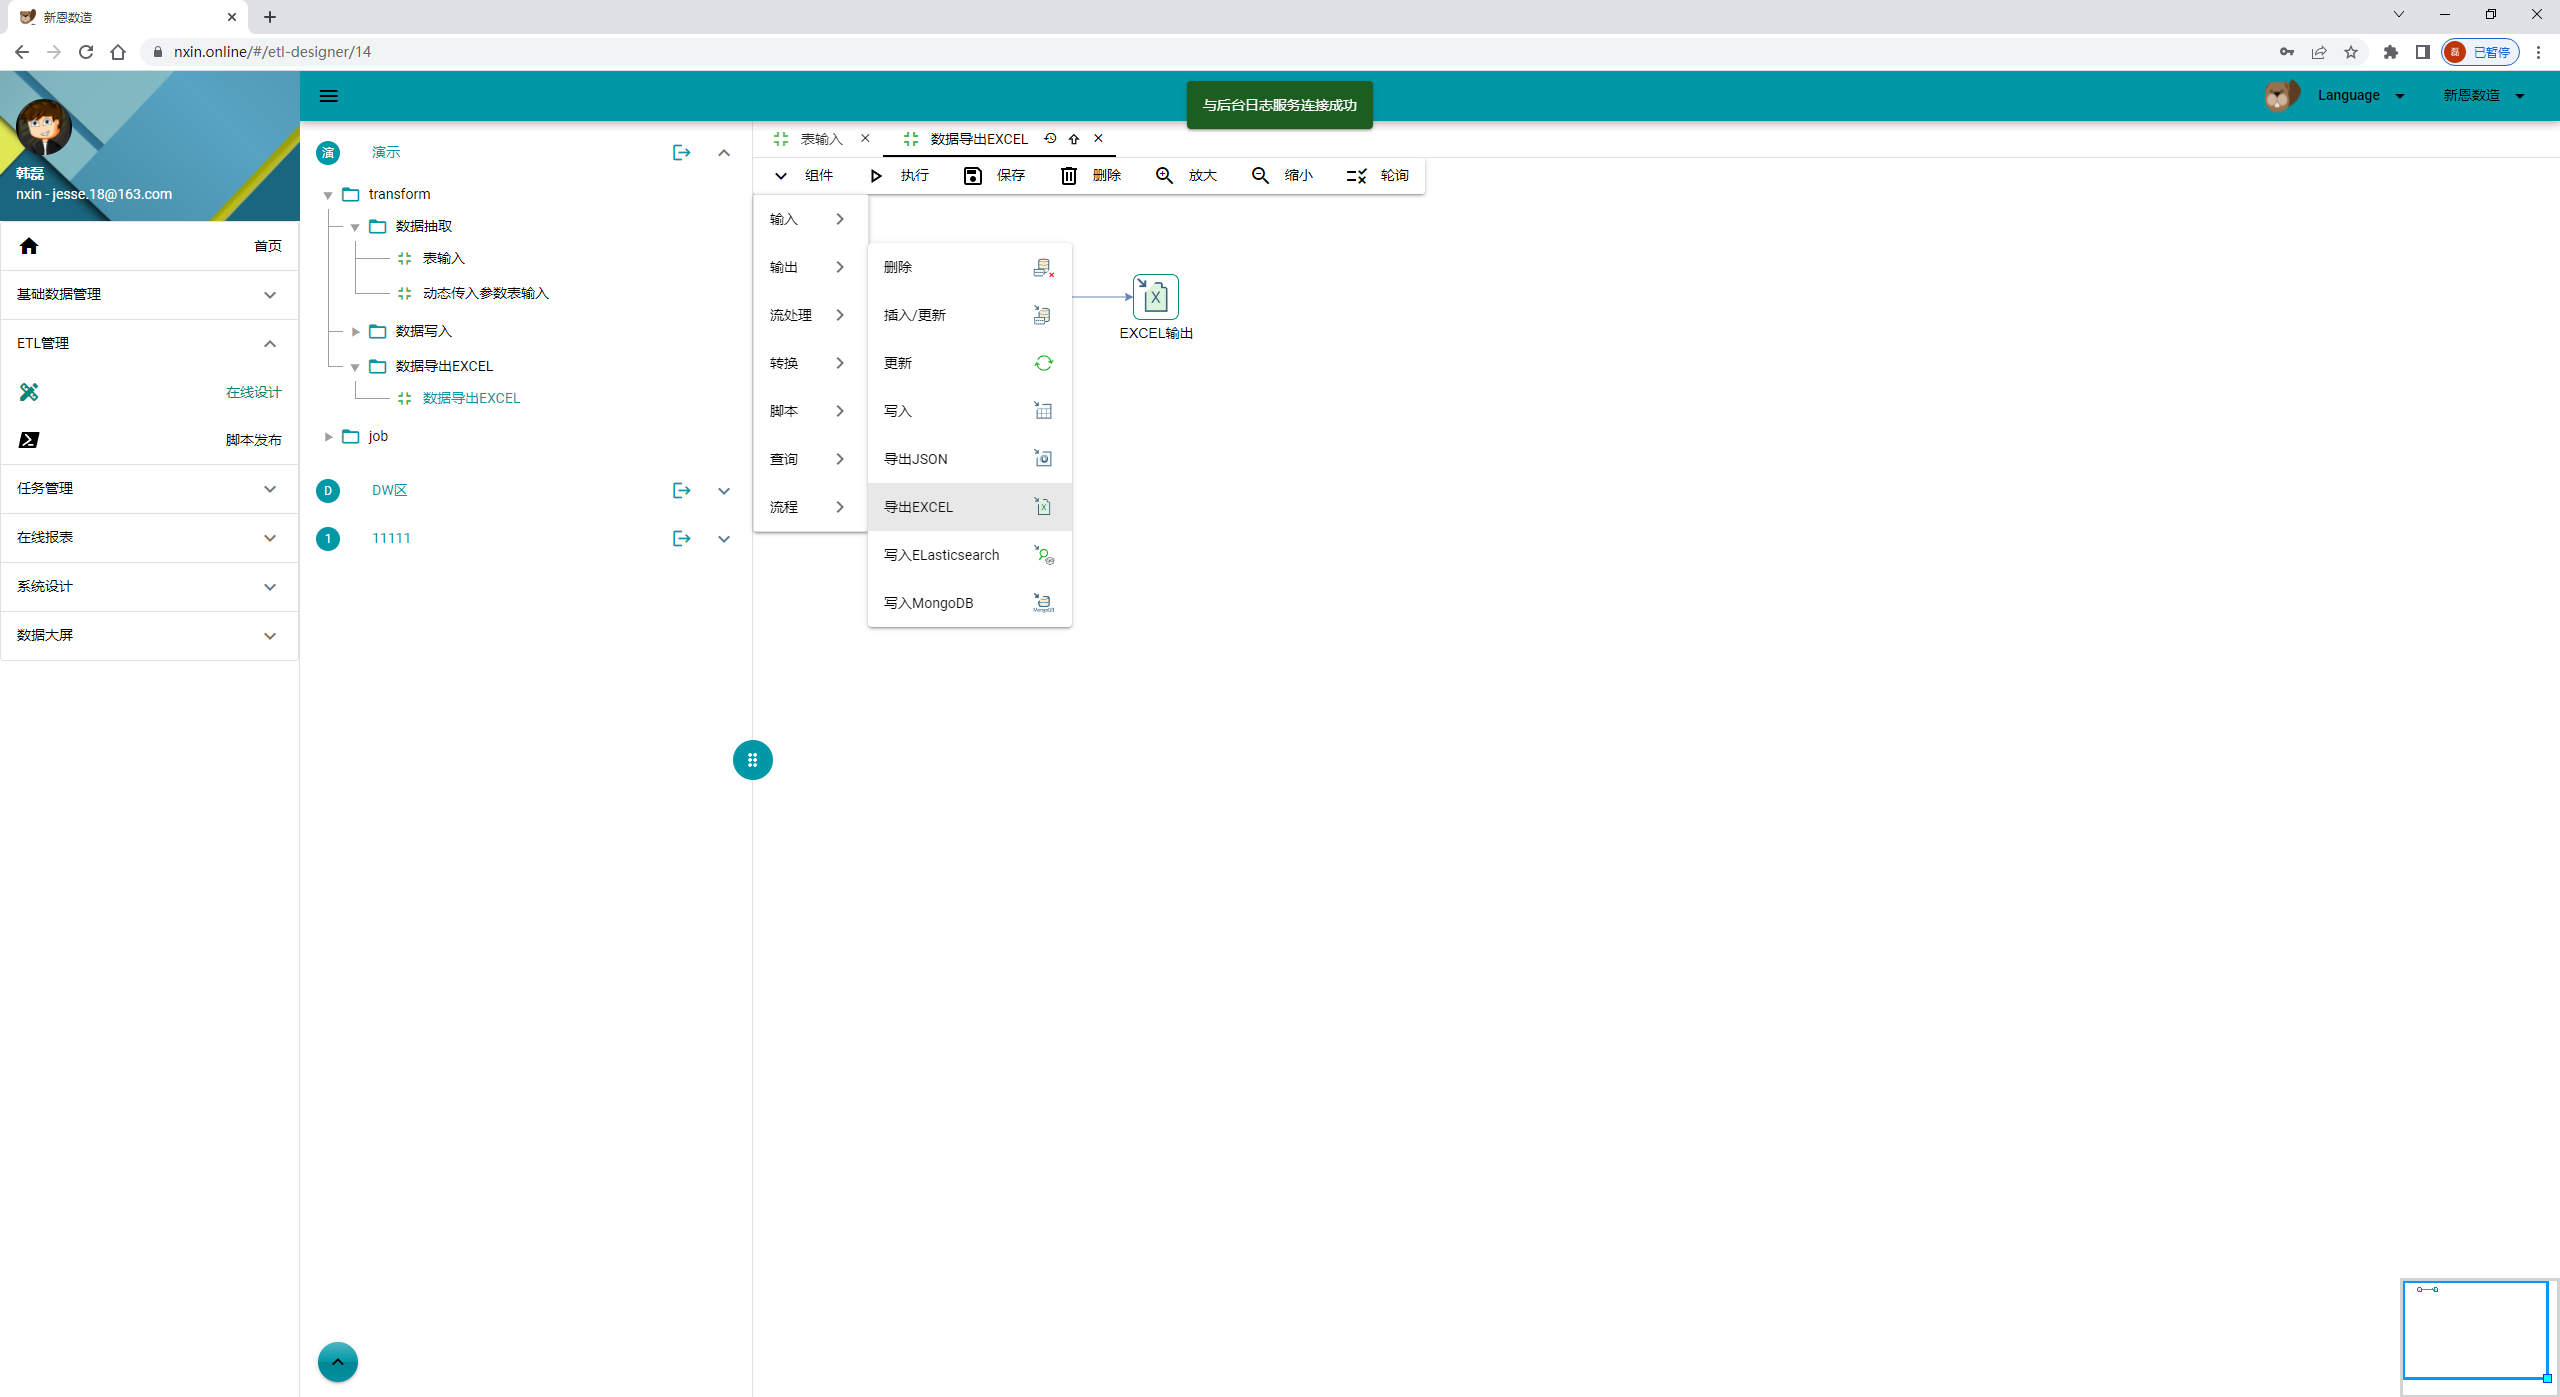 新恩数造
nxin.online/#/etl-designer/14
磊 已暂停
韩磊
nxin - jesse.18@163.com
首页
基础数据管理
ETL管理
在线设计
脚本发布
任务管理
在线报表
系统设计
数据大屏
与后台日志服务连接成功
Language
新恩数造
演 演示
transform
数据抽取
表输入
动态传入参数表输入
数据写入
数据导出EXCEL
数据导出EXCEL
job
D DW区
1 11111
表输入
数据导出EXCEL
组件 执行 保存 删除 放大 缩小 轮询
输入
输出
流处理
转换
脚本
查询
流程
删除
插入/更新
更新
写入
导出JSON
导出EXCEL
写入ELasticsearch
写入MongoDB
EXCEL输出